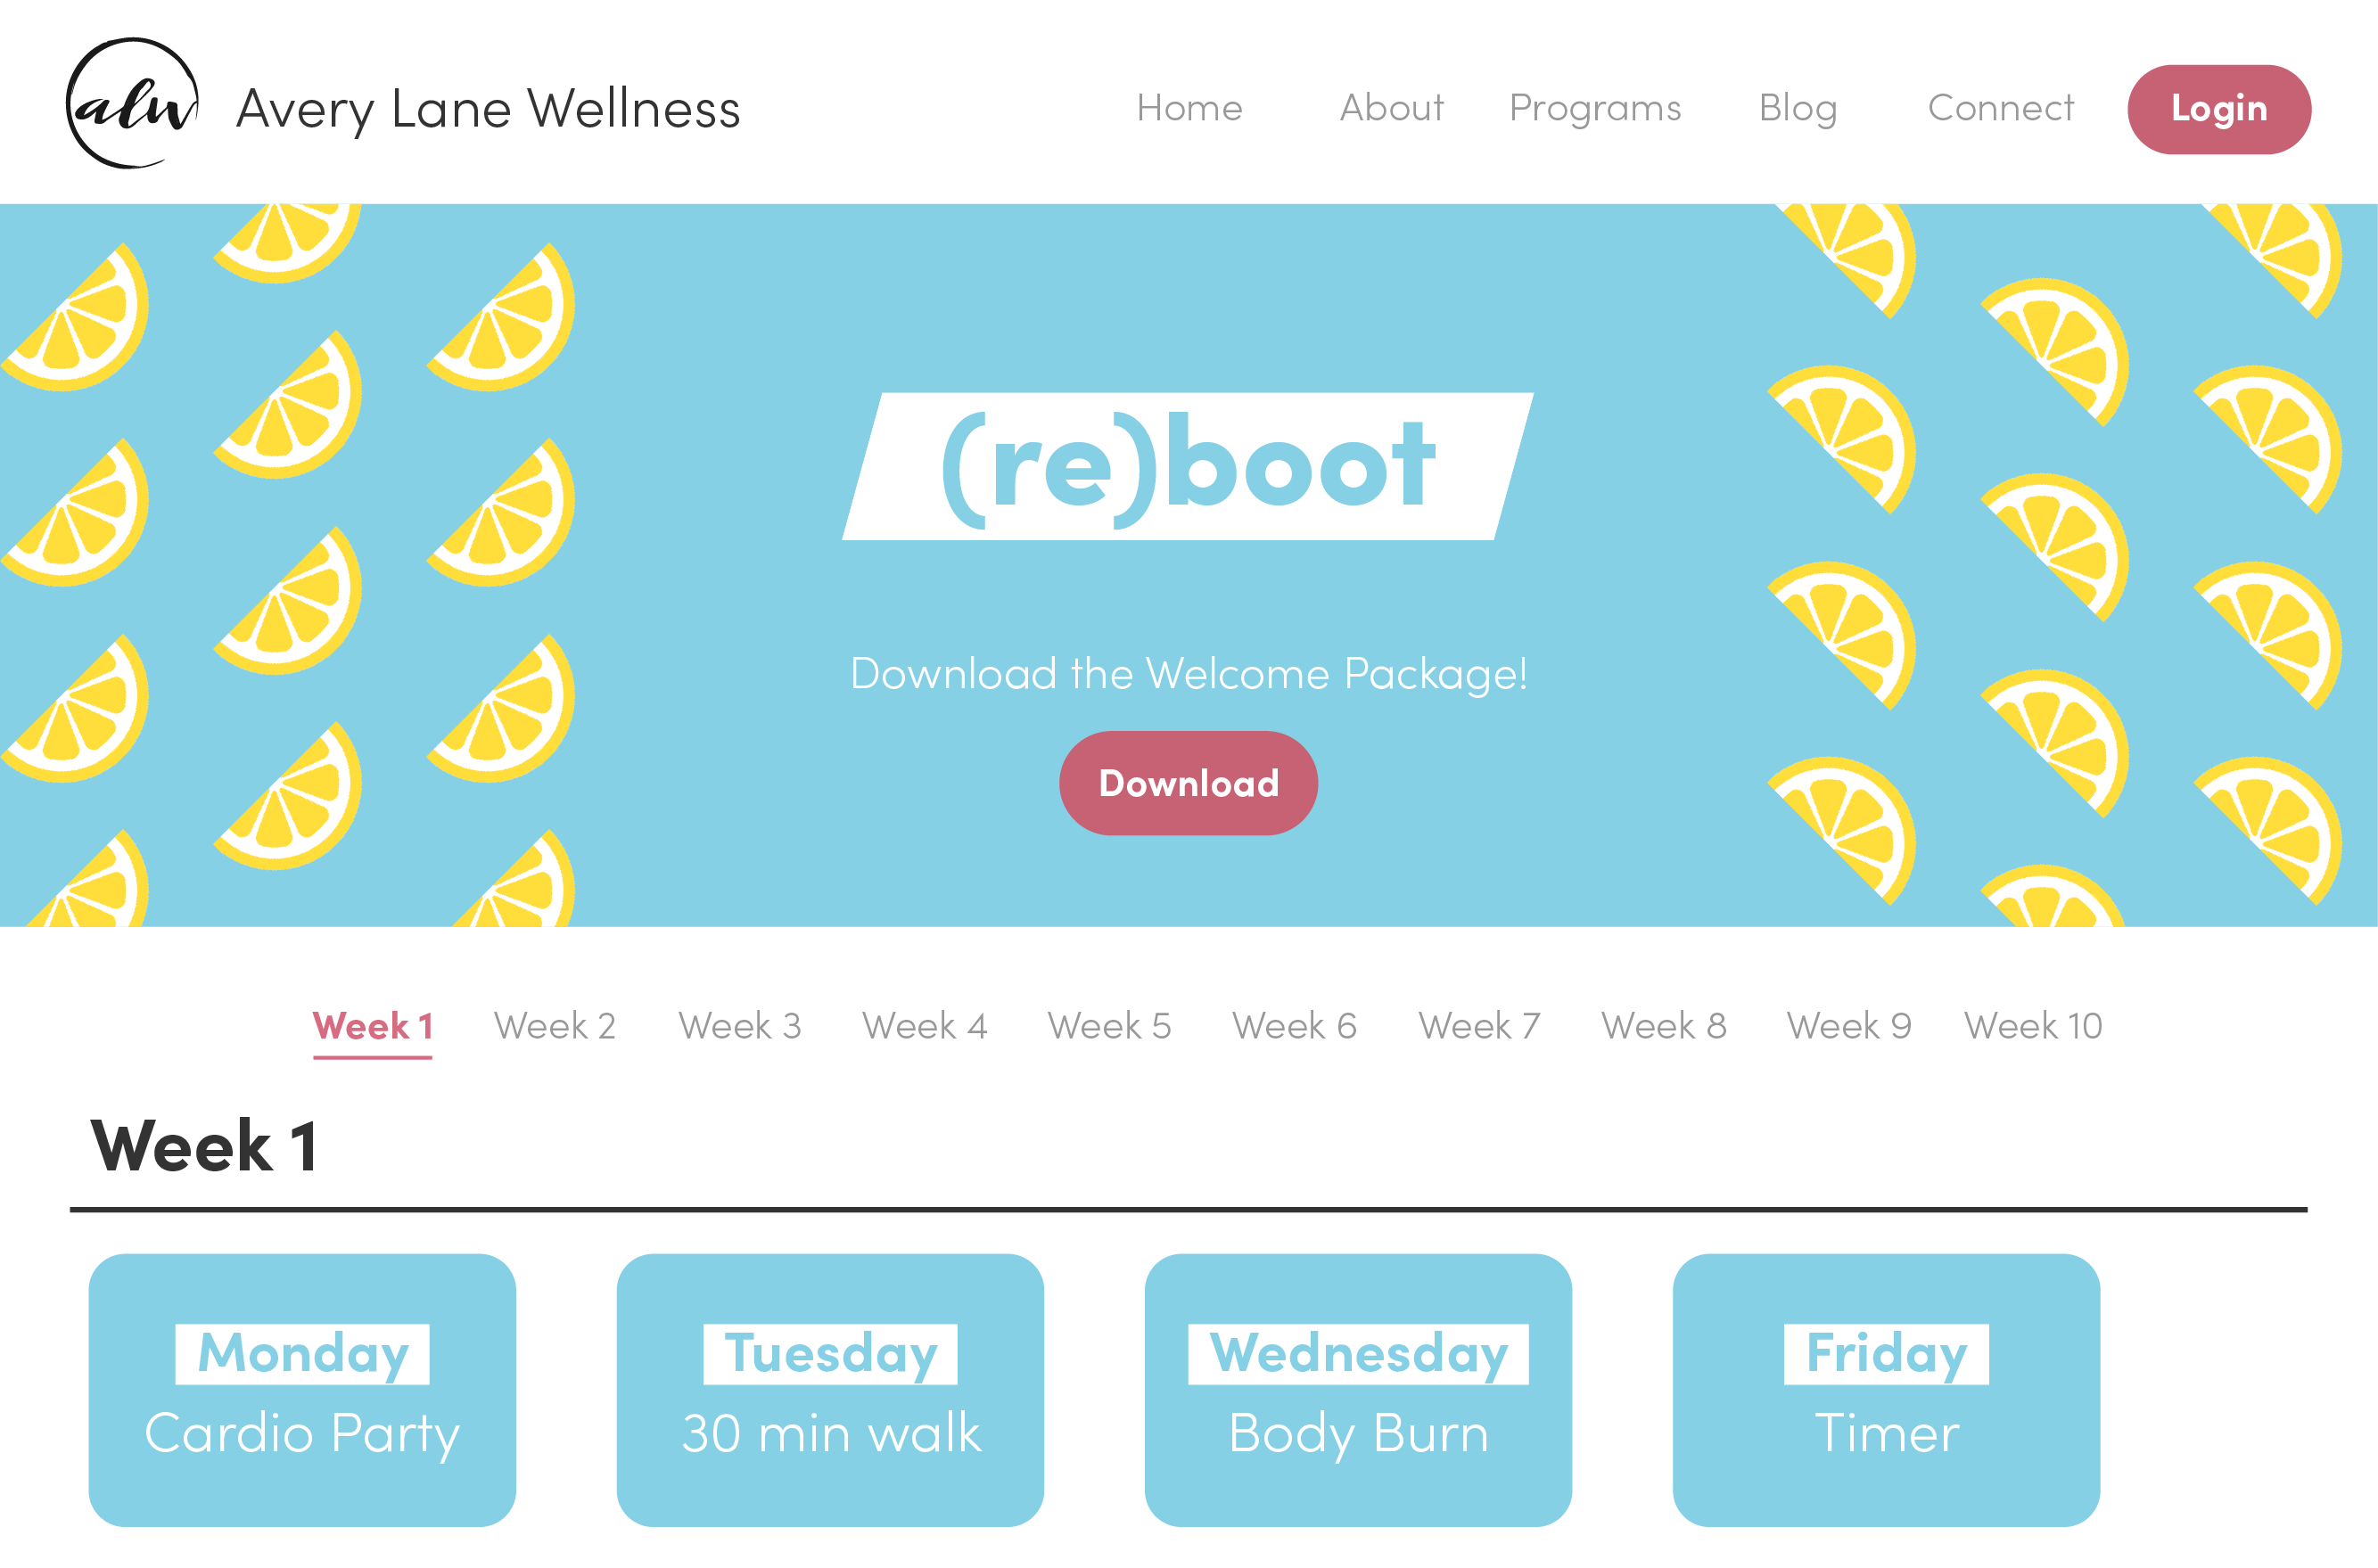 alw
Avery Lane Wellness
Home About Programs Blog Connect Login
(re)boot
Download the Welcome Package!
Download
Week 1 Week 2 Week 3 Week 4 Week 5 Week 6 Week 7 Week 8 Week 9 Week 10
Week 1
Monday Tuesday Wednesday Friday
Cardio Party 30 min walk Body Burn Timer